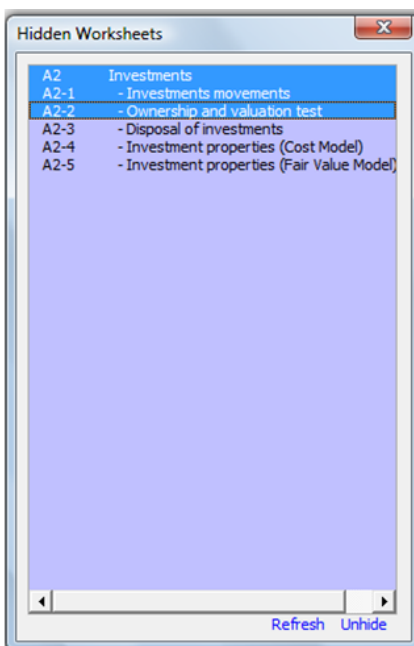 Hidden Worksheets
A2 Investments
A2-1 - Investments movements
A2-2 - Ownership and valuation test
A2-3 - Disposal of investments
A2-4 - Investment properties (Cost Model)
A2-5 - Investment properties (Fair Value Model)
Refresh Unhide